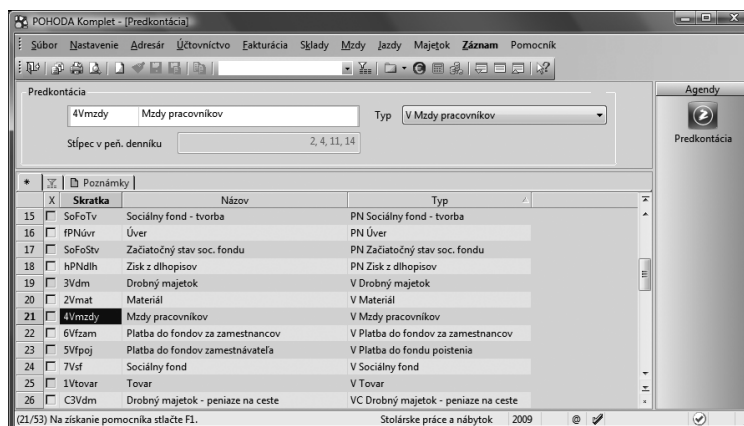 POHODA Komplet - [Predkontácia]
Súbor Nastavenie Adresár Účtovníctvo Fakturácia Sklady Mzdy Jazdy Majetok Záznam Pomocník
Predkontácia
4Vmzdy Mzdy pracovníkov Typ V Mzdy pracovníkov
Stĺpec v peň. denníku 2, 4, 11, 14
Agendy
Predkontácia
* Poznámky
X Skratka Názov Typ
15 SoFoTv Sociálny fond - tvorba PN Sociálny fond - tvorba
16 fPNúvr Úver PN Úver
17 SoFoStv Začiatočný stav soc. fondu PN Začiatočný stav soc. fondu
18 hPNdlh Zisk z dlhopisov PN Zisk z dlhopisov
19 3Vdm Drobný majetok V Drobný majetok
20 2Vmat Materiál V Materiál
21 4Vmzdy Mzdy pracovníkov V Mzdy pracovníkov
22 6Vfzam Platba do fondov za zamestnancov V Platba do fondov za zamestnancov
23 5Vfpoj Platba do fondov zamestnávateľa V Platba do fondu poistenia
24 7Vsf Sociálny fond V Sociálny fond
25 1Vtovar Tovar V Tovar
26 C3Vdm Drobný majetok - peniaze na ceste VC Drobný majetok - peniaze na ceste
(21/53) Na získanie pomocníka stlačte F1. Stolárske práce a nábytok 2009 @